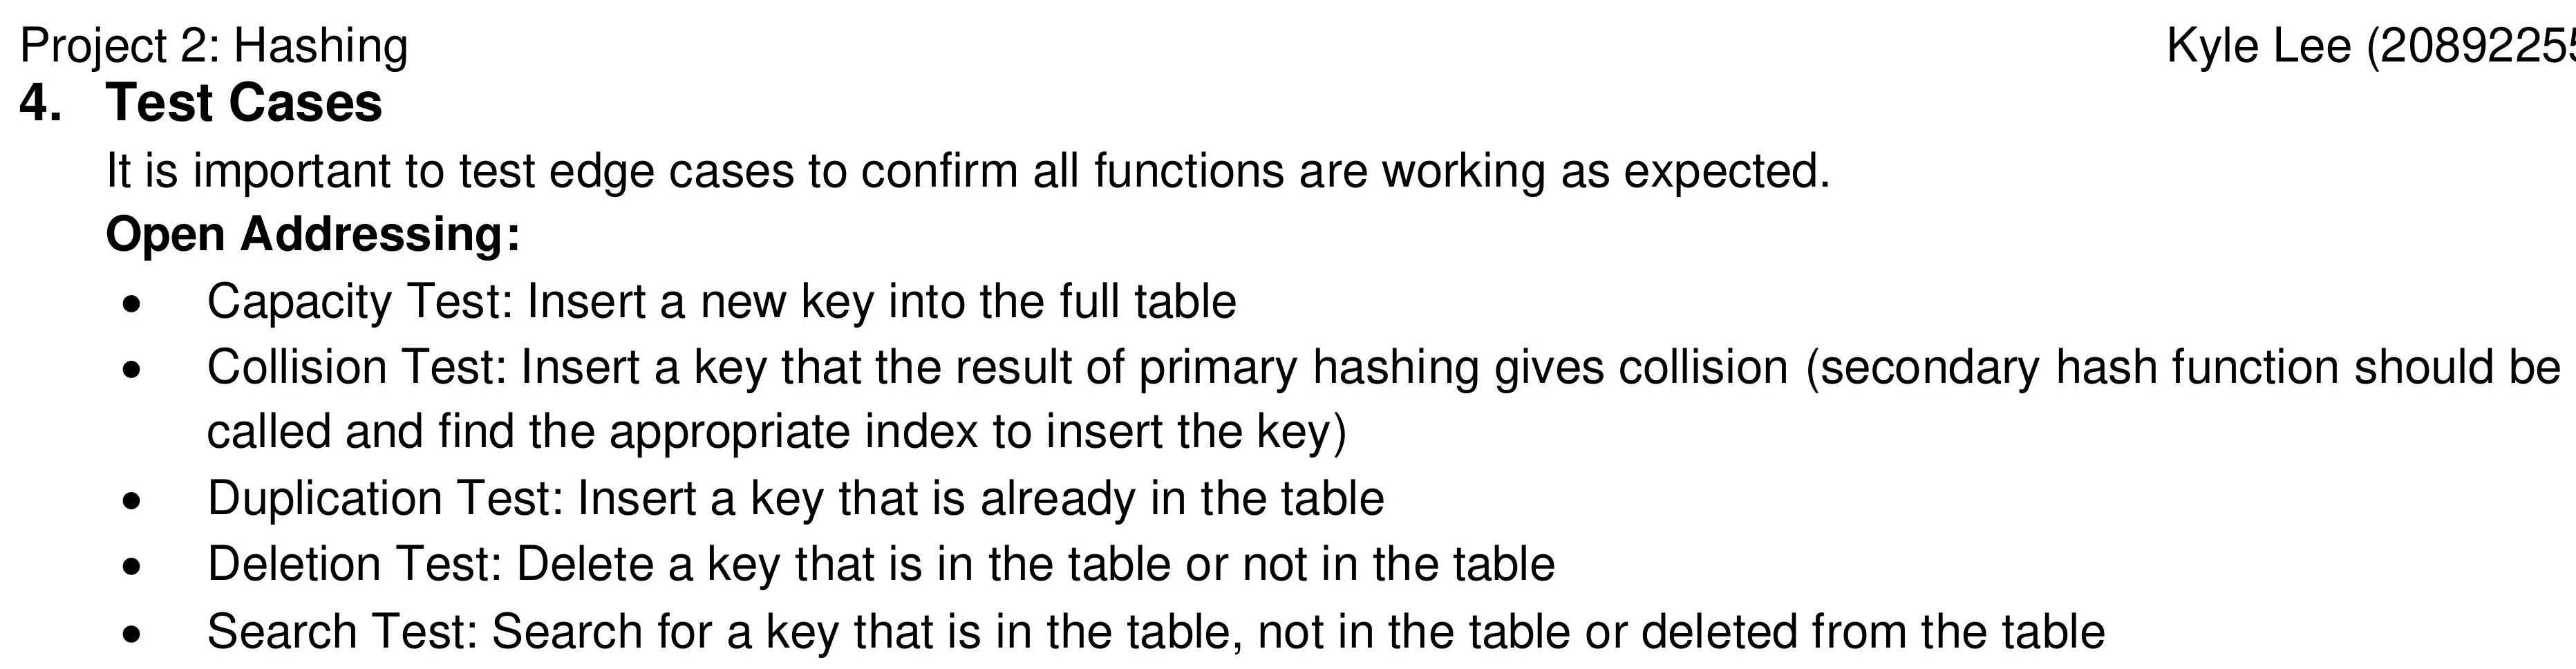 Project 2: Hashing Kyle Lee (20892255
4. Test Cases
It is important to test edge cases to confirm all functions are working as expected.
Open Addressing:
• Capacity Test: Insert a new key into the full table
• Collision Test: Insert a key that the result of primary hashing gives collision (secondary hash function should be
called and find the appropriate index to insert the key)
• Duplication Test: Insert a key that is already in the table
• Deletion Test: Delete a key that is in the table or not in the table
• Search Test: Search for a key that is in the table, not in the table or deleted from the table